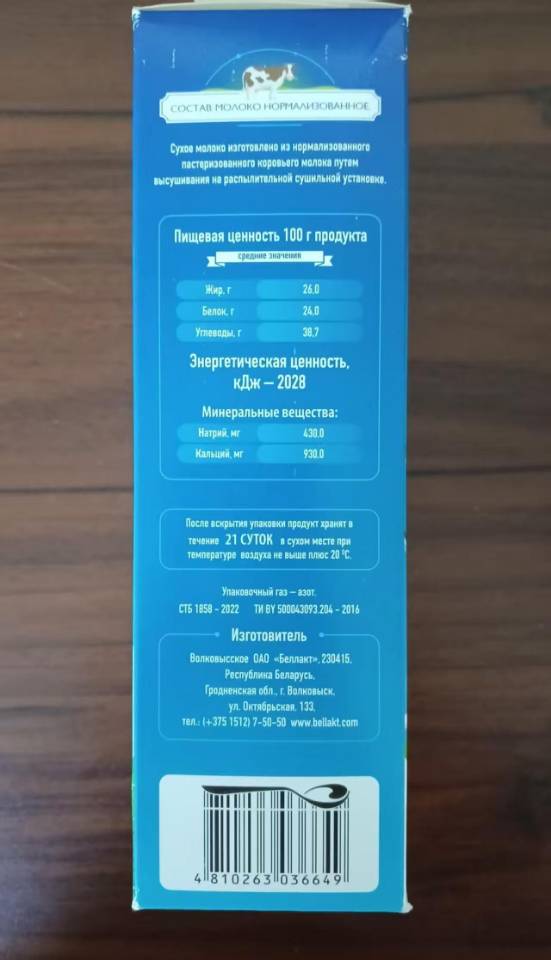 СОСТАВ МОЛОКО НОРМАЛИЗОВАННОЕ
Сухое молоко изготовлено из нормализованного
пастеризованного коровьего молока путем
высушивания на распылительной сушильной установке.
Пищевая ценность 100 г продукта
средние значения
Жир, г 26.0
Белок, г 24.0
Углеводы, г 38,7
Энергетическая ценность,
кДж – 2028
Минеральные вещества:
Натрий, мг 430.0
Кальций, мг 930.0
После вскрытия упаковки продукт хранят в
течение 21 СУТОК в сухом месте при
температуре воздуха не выше плюс 20 °С.
Упаковочный газ – азот.
СТБ 1858 - 2022 ТИ BY 500043093.204 - 2016
Изготовитель
Волковысское ОАО «Беллакт», 230415,
Республика Беларусь,
Гродненская обл., г. Волковыск,
ул. Октябрьская, 133,
тел.: (+375 1512) 7-50-50 www.bellakt.com
4 810263 036649